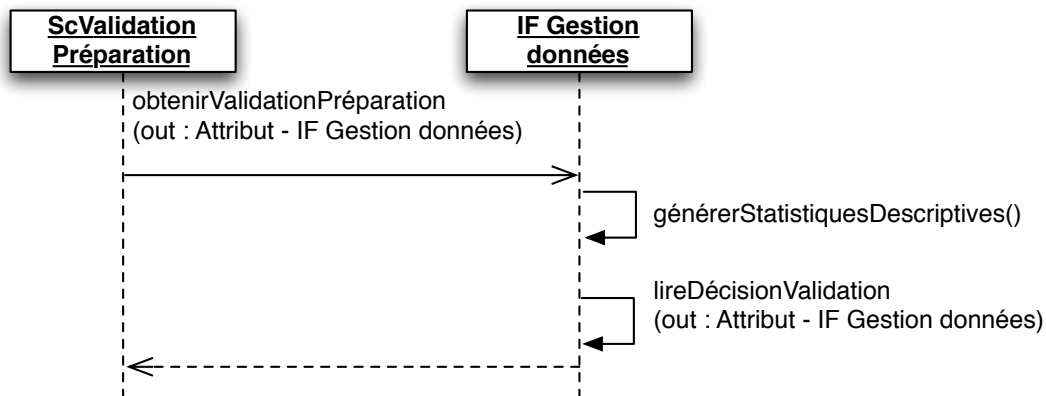 ScValidation
Préparation
IF Gestion
données
obtenirValidationPréparation
(out : Attribut - IF Gestion données)
générerStatistiquesDescriptives()
lireDécisionValidation
(out : Attribut - IF Gestion données)